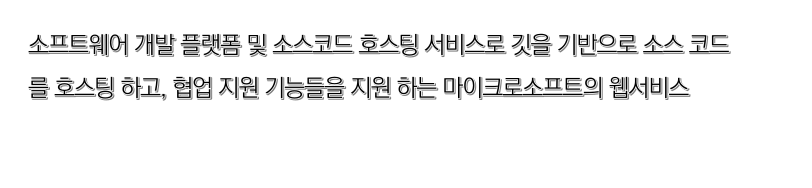 소프트웨어 개발 플랫폼 및 소스코드 호스팅 서비스로 깃을 기반으로 소스 코드
를 호스팅 하고, 협업 지원 기능들을 지원 하는 마이크로소프트의 웹서비스